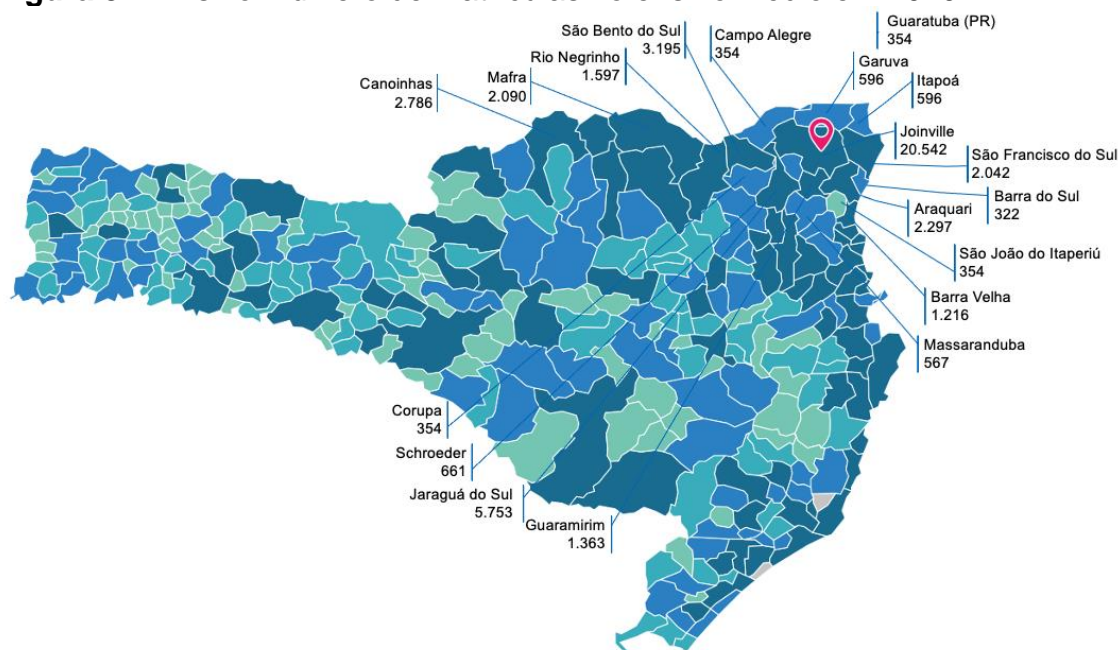 Guaratuba (PR)
354
São Bento do Sul
3.195
Campo Alegre
354
Rio Negrinho
1.597
Garuva
596
Mafra
2.090
Itapoá
596
Canoinhas
2.786
Joinville
20.542
São Francisco do Sul
2.042
Barra do Sul
322
Araquari
2.297
São João do Itaperiú
354
Barra Velha
1.216
Massaranduba
567
Corupa
354
Schroeder
661
Jaraguá do Sul
5.753
Guaramirim
1.363